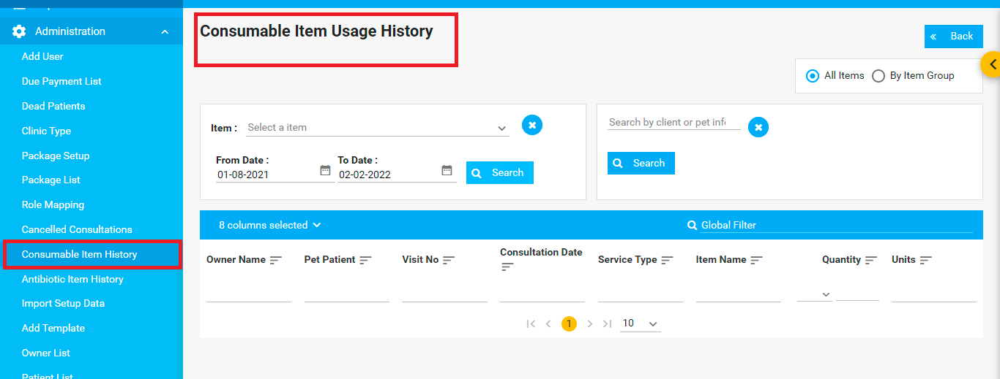 Administration
Add User
Due Payment List
Dead Patients
Clinic Type
Package Setup
Package List
Role Mapping
Cancelled Consultations
Consumable Item History
Antibiotic Item History
Import Setup Data
Add Template
Owner List
Patient List
Consumable Item Usage History
« Back
All Items By Item Group
Item : Select a item
From Date : To Date :
01-08-2021 02-02-2022 Search
Search by client or pet info
Search
8 columns selected Global Filter
Owner Name Pet Patient Visit No Consultation Date Service Type Item Name Quantity Units
1 10